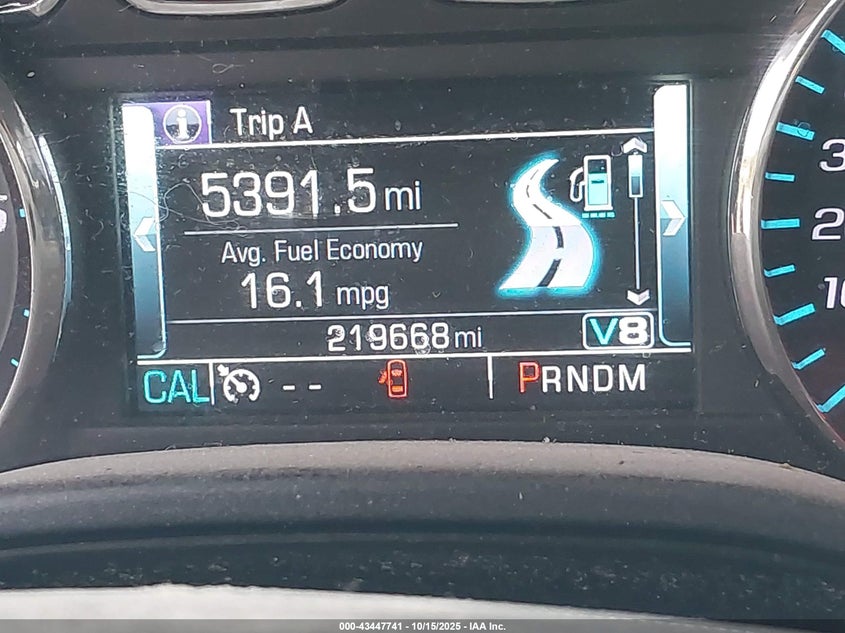 Trip A
5391.5 mi
Avg. Fuel Economy
16.1 mpg
219668 mi V8
CAL -- PRNDM
000-43447741 - 10/15/2025 - IAA Inc.